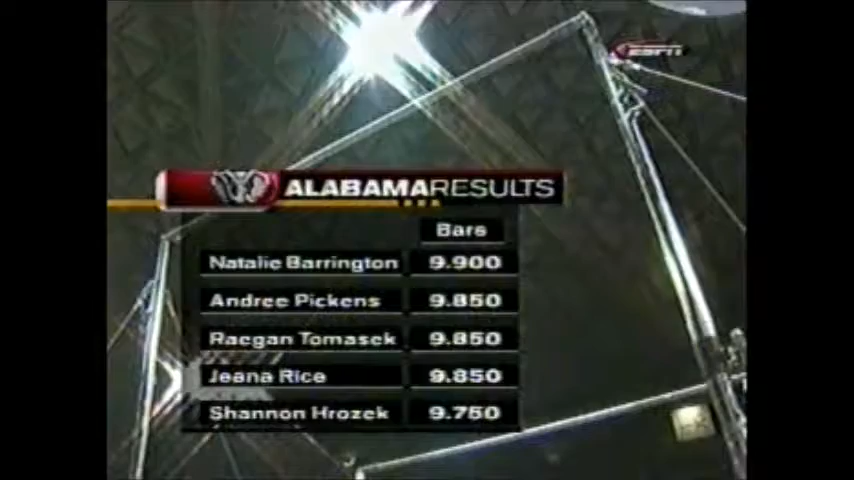 ESPN
ALABAMARESULTS
Bars
Natalie Barrington 9.900
Andree Pickens 9.850
Raegan Tomasek 9.850
Jeana Rice 9.850
Shannon Hrozek 9.750